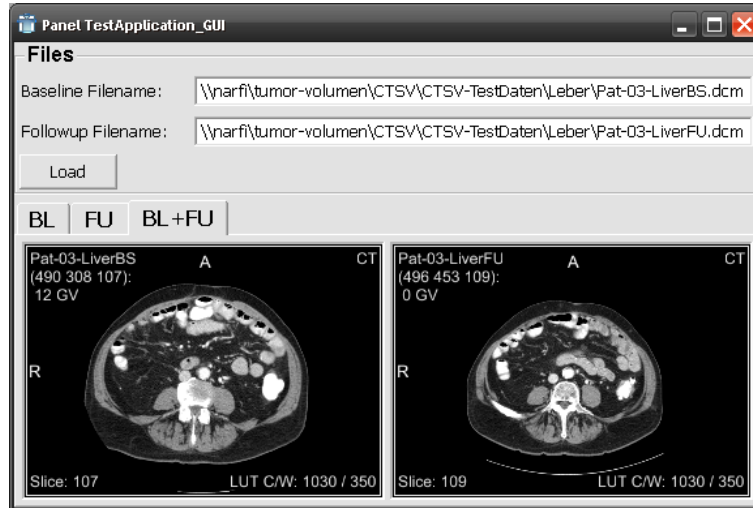 Panel TestApplication_GUI
Files
Baseline Filename: \\narfi\tumor-volumen\CTSV\CTSV-TestDaten\Leber\Pat-03-LiverBS.dcm
Followup Filename: \\narfi\tumor-volumen\CTSV\CTSV-TestDaten\Leber\Pat-03-LiverFU.dcm
Load
BL FU BL+FU
Pat-03-LiverBS A CT
(490 308 107):
12 GV
R
Slice: 107 LUT C/W: 1030 / 350
Pat-03-LiverFU A CT
(496 453 109):
0 GV
R
Slice: 109 LUT C/W: 1030 / 350